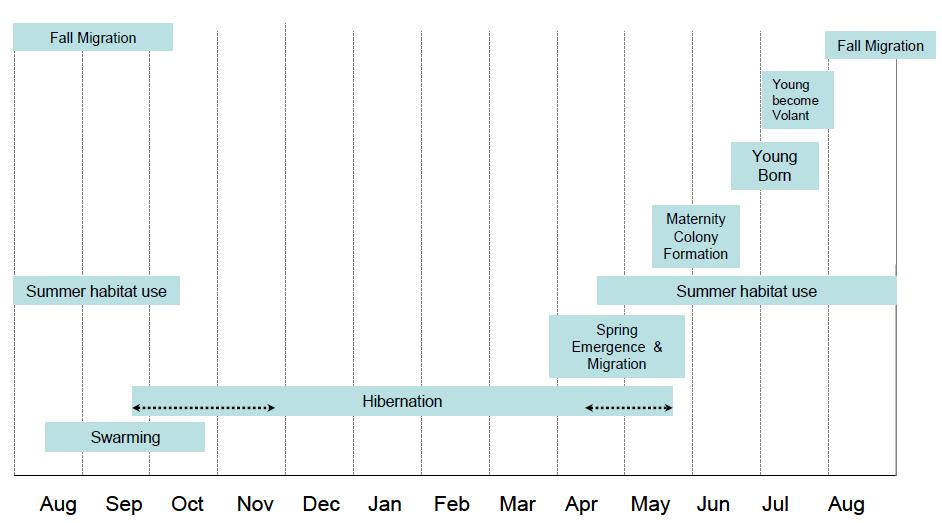 Fall Migration
Fall Migration
Young
become
Volant
Young
Born
Maternity
Colony
Formation
Summer habitat use
Summer habitat use
Spring
Emergence &
Migration
Hibernation
Swarming
Aug Sep Oct Nov Dec Jan Feb Mar Apr May Jun Jul Aug